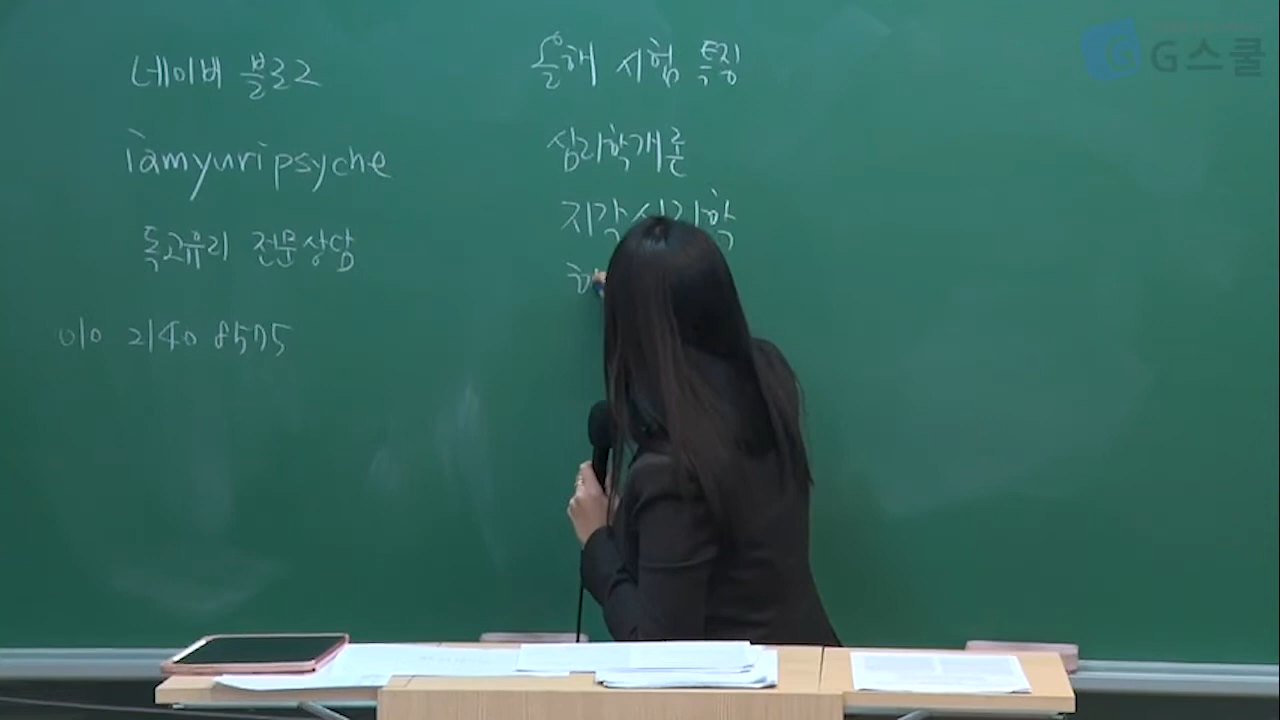 네이버 블로그
iamyuripsyche
독고유리 전문상담
010 2140 8575
올해 시험 특징
심리학개론
지각심리학
G스쿨